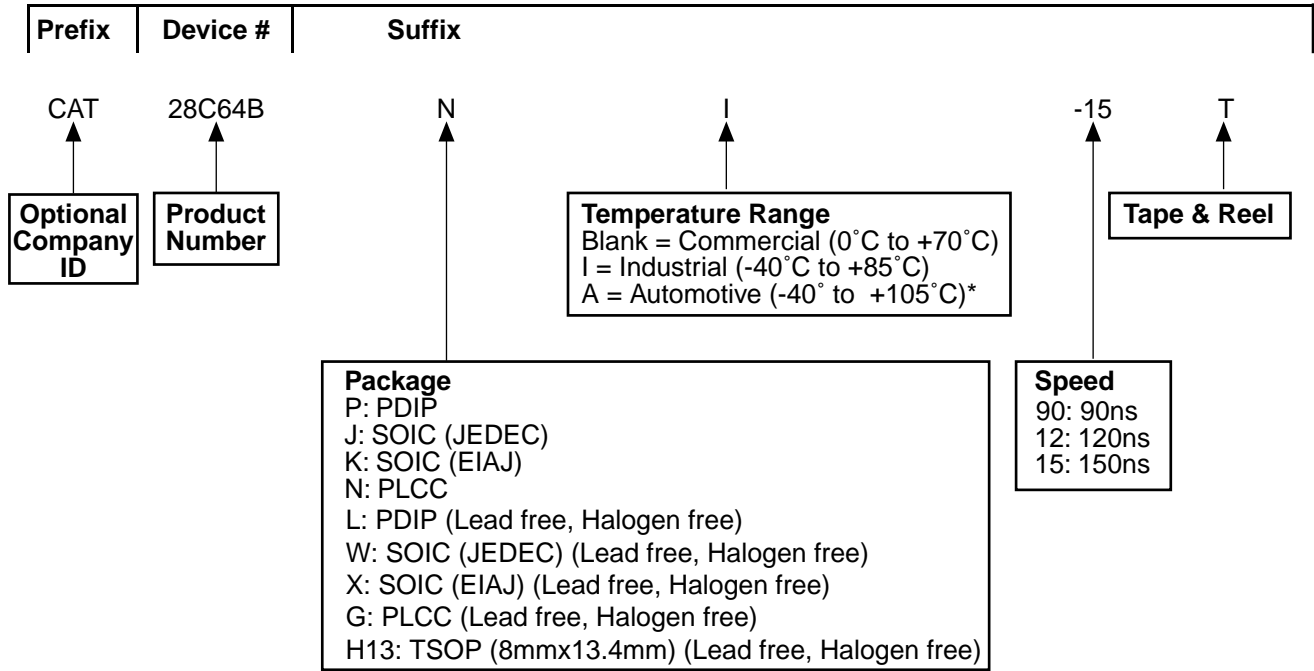 Prefix Device # Suffix
CAT 28C64B N I -15 T
Optional
Company
ID
Product
Number
Temperature Range
Blank = Commercial (0˚C to +70˚C)
I = Industrial (-40˚C to +85˚C)
A = Automotive (-40˚ to +105˚C)*
Tape & Reel
Package
P: PDIP
J: SOIC (JEDEC)
K: SOIC (EIAJ)
N: PLCC
L: PDIP (Lead free, Halogen free)
W: SOIC (JEDEC) (Lead free, Halogen free)
X: SOIC (EIAJ) (Lead free, Halogen free)
G: PLCC (Lead free, Halogen free)
H13: TSOP (8mmx13.4mm) (Lead free, Halogen free)
Speed
90: 90ns
12: 120ns
15: 150ns